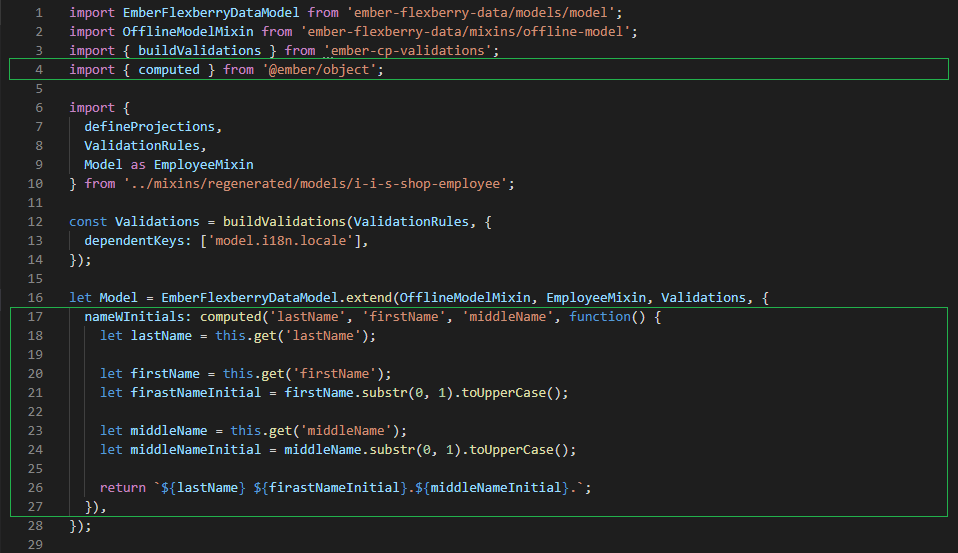 1 import EmberFlexberryDataModel from 'ember-flexberry-data/models/model';
2 import OfflineModelMixin from 'ember-flexberry-data/mixins/offline-model';
3 import { buildValidations } from 'ember-cp-validations';
4 import { computed } from '@ember/object';
5
6 import {
7   defineProjections,
8   ValidationRules,
9   Model as EmployeeMixin
10 } from '../mixins/regenerated/models/i-i-s-shop-employee';
11
12 const Validations = buildValidations(ValidationRules, {
13   dependentKeys: ['model.i18n.locale'],
14 });
15
16 let Model = EmberFlexberryDataModel.extend(OfflineModelMixin, EmployeeMixin, Validations, {
17   nameWInitials: computed('lastName', 'firstName', 'middleName', function() {
18     let lastName = this.get('lastName');
19
20     let firstName = this.get('firstName');
21     let firastNameInitial = firstName.substr(0, 1).toUpperCase();
22
23     let middleName = this.get('middleName');
24     let middleNameInitial = middleName.substr(0, 1).toUpperCase();
25
26     return `${lastName} ${firastNameInitial}.${middleNameInitial}.`;
27   }),
28 });
29